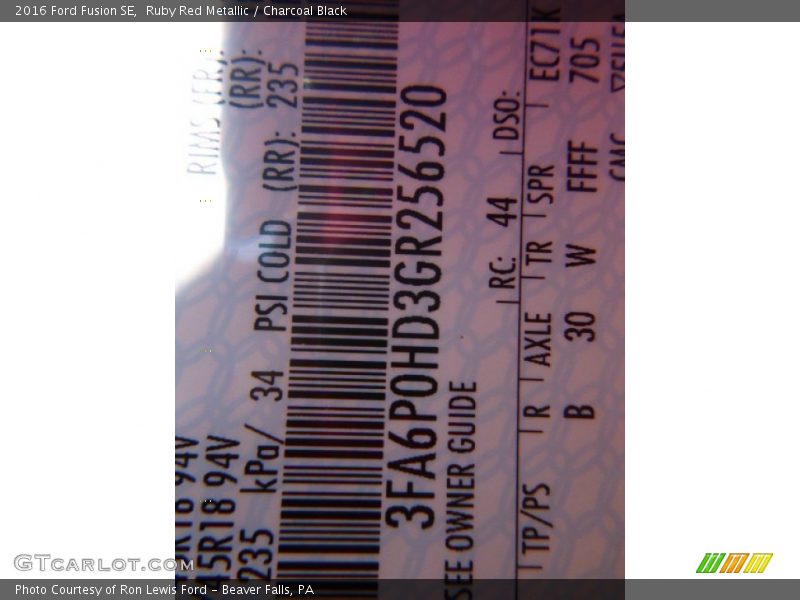 2016 Ford Fusion SE, Ruby Red Metallic / Charcoal Black
RIMS
(RR):
(RR):
235
94V
45R18 94V
235 kPa/ 34 PSI COLD
3FA6P0HD3GR256520
SEE OWNER GUIDE
RC: 44 DSO:
TP/PS R AXLE TR SPR EC71K
B 30 W FFFF 705
GTCARLOT.COM
Photo Courtesy of Ron Lewis Ford – Beaver Falls, PA